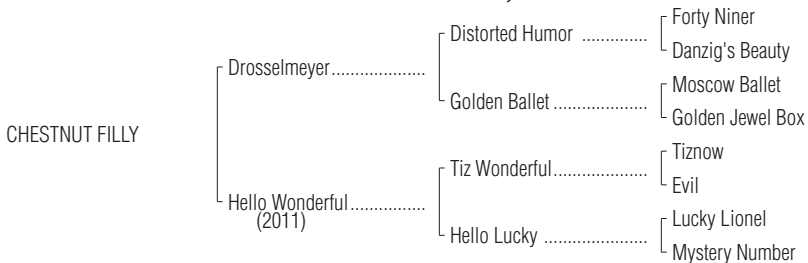 Forty Niner
Distorted Humor ..............
Danzig's Beauty
Drosselmeyer....................
Moscow Ballet
Golden Ballet ....................
Golden Jewel Box
CHESTNUT FILLY
Tiznow
Tiz Wonderful....................
Evil
Hello Wonderful................
(2011)
Lucky Lionel
Hello Lucky ......................
Mystery Number